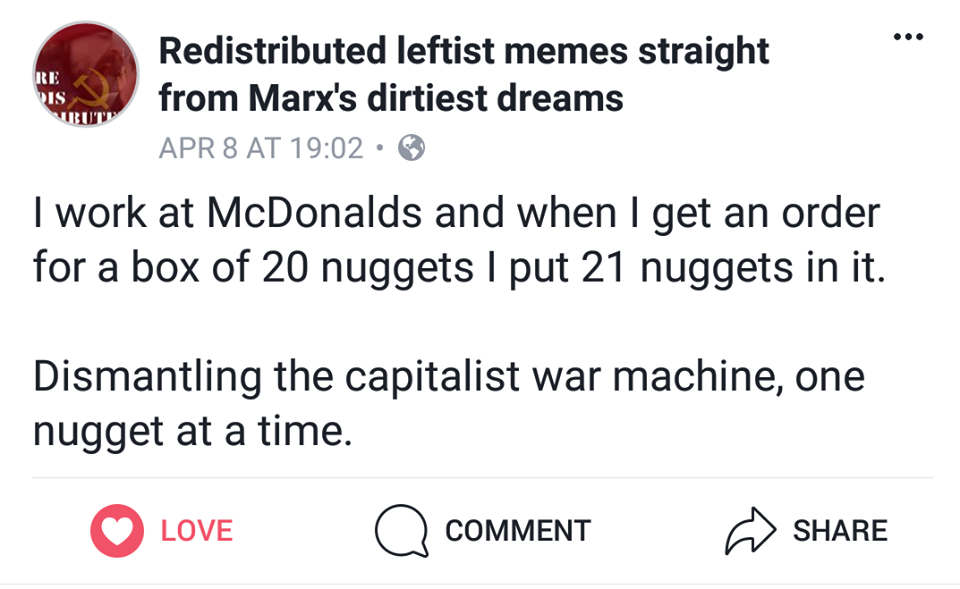 RE
DIS
TRIBUTE
Redistributed leftist memes straight
from Marx's dirtiest dreams
APR 8 AT 19:02 •
I work at McDonalds and when I get an order
for a box of 20 nuggets I put 21 nuggets in it.
Dismantling the capitalist war machine, one
nugget at a time.
LOVE
COMMENT
SHARE